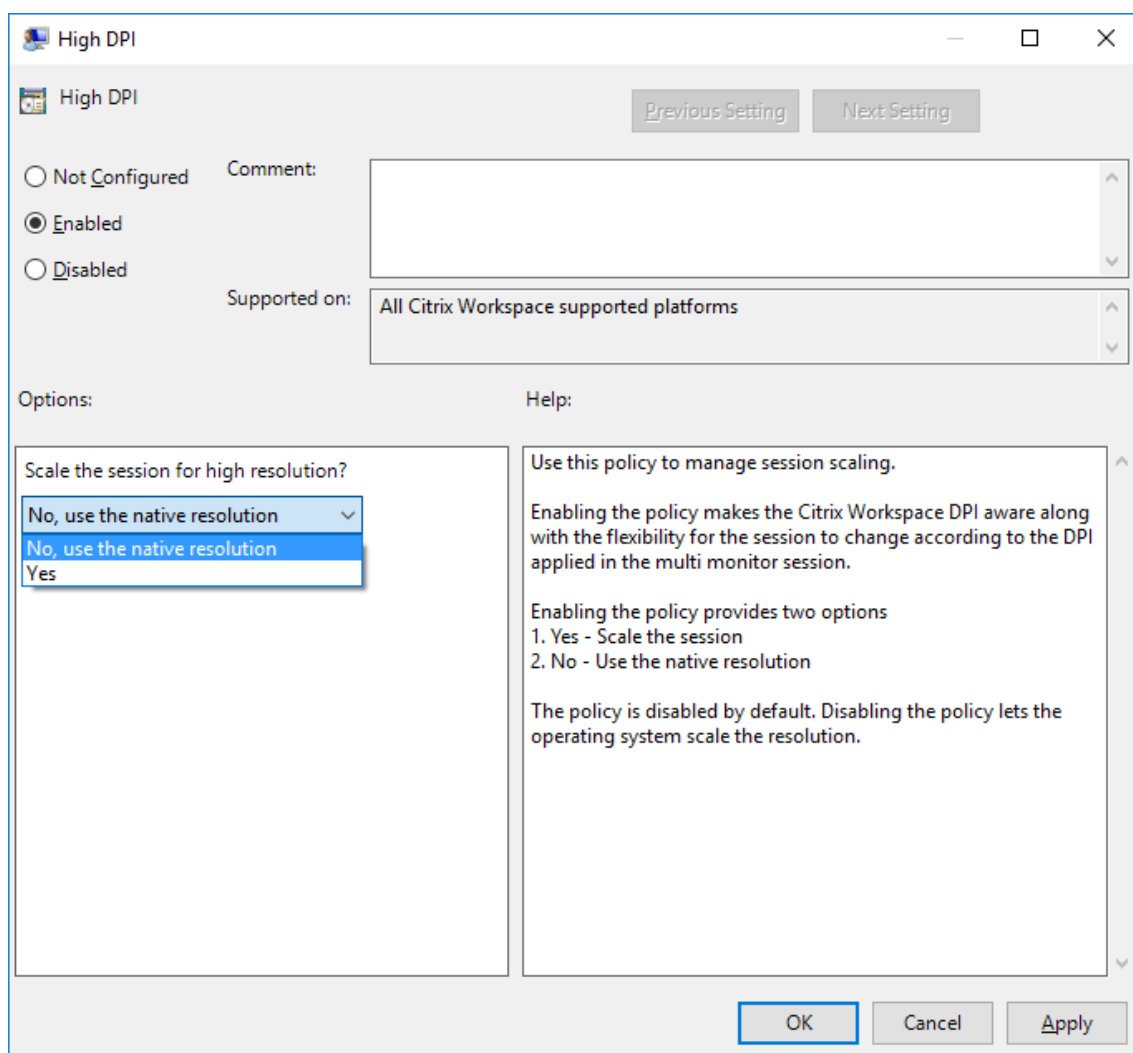 High DPI
High DPI
Previous Setting
Next Setting
Not Configured
Enabled
Disabled
Comment:
Supported on:
All Citrix Workspace supported platforms
Options:
Help:
Scale the session for high resolution?
No, use the native resolution
No, use the native resolution
Yes
Use this policy to manage session scaling.
Enabling the policy makes the Citrix Workspace DPI aware along
with the flexibility for the session to change according to the DPI
applied in the multi monitor session.
Enabling the policy provides two options
1. Yes - Scale the session
2. No - Use the native resolution
The policy is disabled by default. Disabling the policy lets the
operating system scale the resolution.
OK
Cancel
Apply